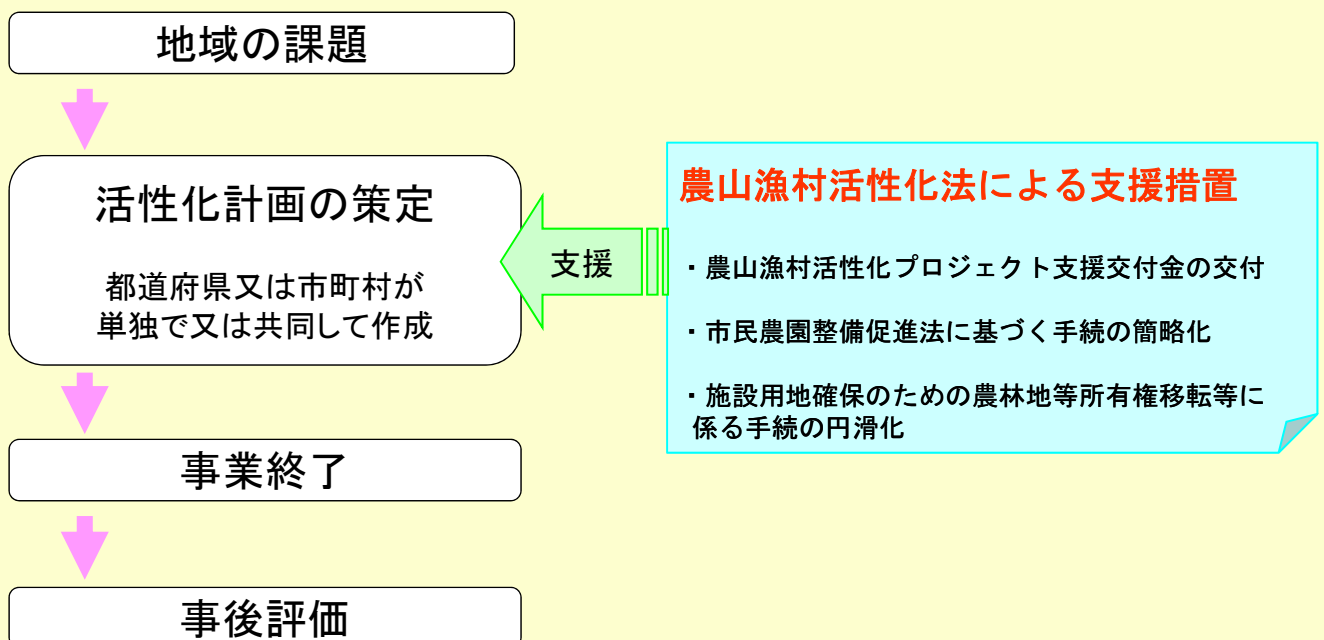 地域の課題
活性化計画の策定
都道府県又は市町村が
単独で又は共同して作成
支援
農山漁村活性化法による支援措置
・農山漁村活性化プロジェクト支援交付金の交付
・市民農園整備促進法に基づく手続の簡略化
・施設用地確保のための農林地等所有権移転等に
係る手続の円滑化
事業終了
事後評価